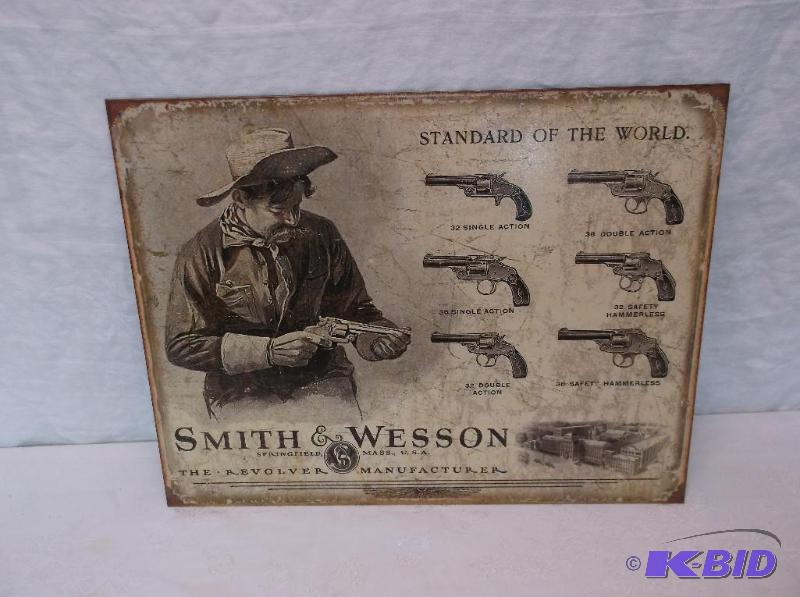 STANDARD OF THE WORLD.
32 SINGLE ACTION
38 DOUBLE ACTION
38 SINGLE ACTION
32 SAFETY
HAMMERLESS
32 DOUBLE
ACTION
38 SAFETY HAMMERLESS
SMITH & WESSON
SPRINGFIELD, MASS., U.S.A.
THE · REVOLVER MANUFACTURER
© K-BID